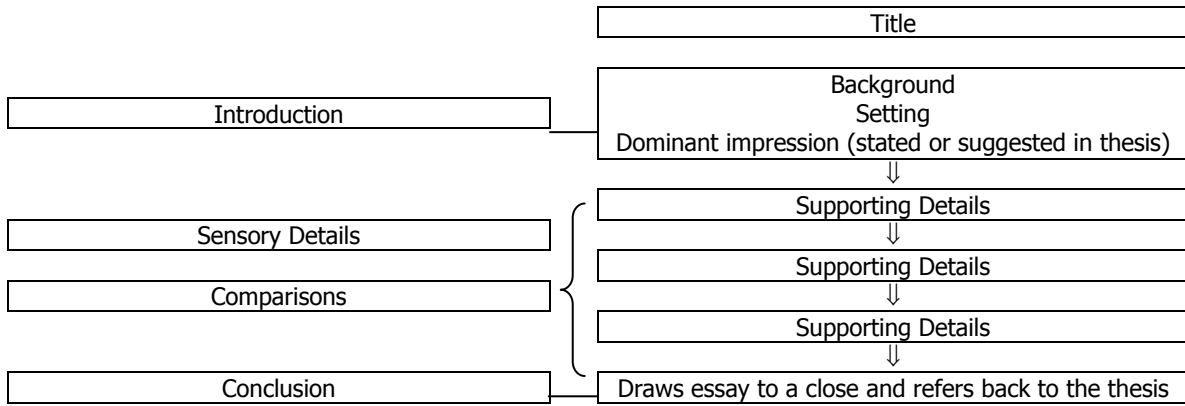 Title
Introduction
Background
Setting
Dominant impression (stated or suggested in thesis)
⇓
Sensory Details
Comparisons
Supporting Details
⇓
Supporting Details
⇓
Supporting Details
⇓
Conclusion
Draws essay to a close and refers back to the thesis